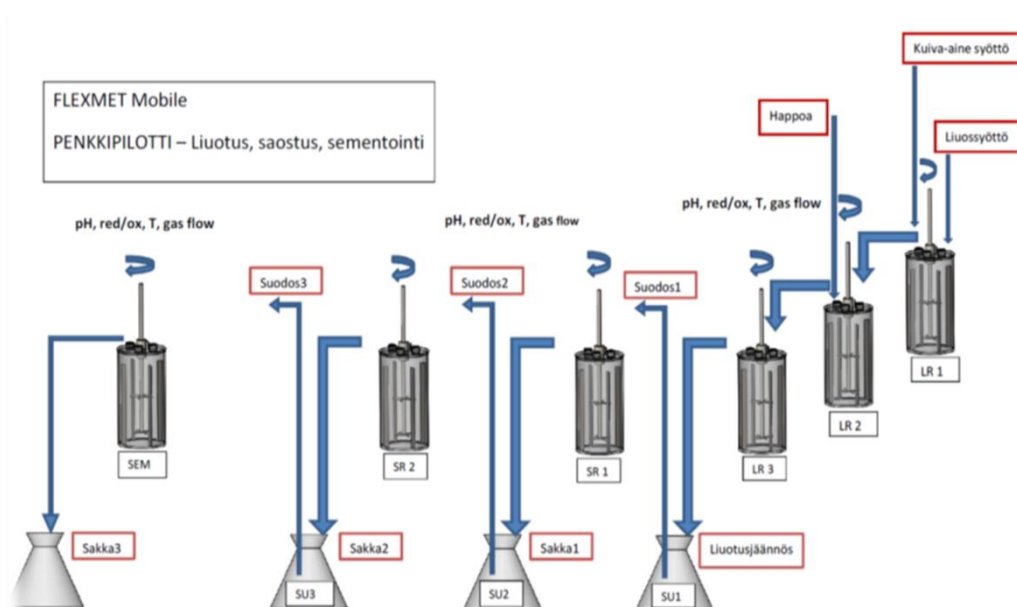 Kuiva-aine syöttö
FLEXMET Mobile
PENKKIPILOTTI – Liuotus, saostus, sementointi
Happoa
Liuossyöttö
pH, red/ox, T, gas flow
pH, red/ox, T, gas flow
pH, red/ox, T, gas flow
Suodos3
Suodos2
Suodos1
LR 1
LR 2
SEM
SR 2
SR 1
LR 3
Sakka3
Sakka2
Sakka1
Liuotusjäännös
SU3
SU2
SU1